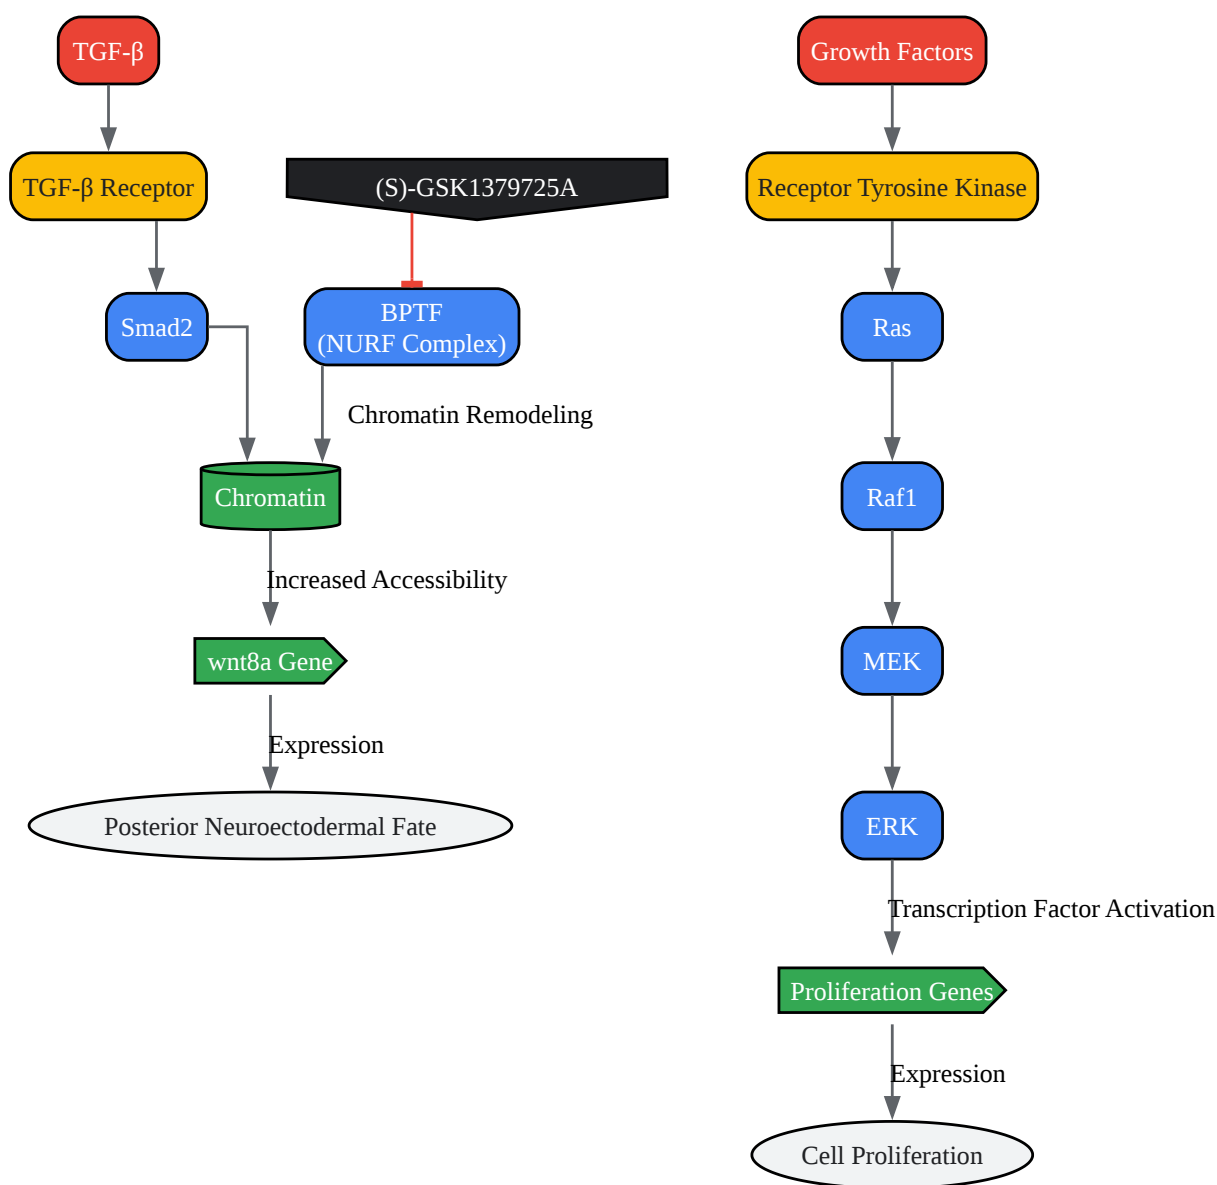 TGF-β
TGF-β Receptor
(S)-GSK1379725A
Smad2
BPTF
(NURF Complex)
Chromatin Remodeling
Chromatin
Increased Accessibility
wnt8a Gene
Expression
Posterior Neuroectodermal Fate
Growth Factors
Receptor Tyrosine Kinase
Ras
Raf1
MEK
ERK
Transcription Factor Activation
Proliferation Genes
Expression
Cell Proliferation